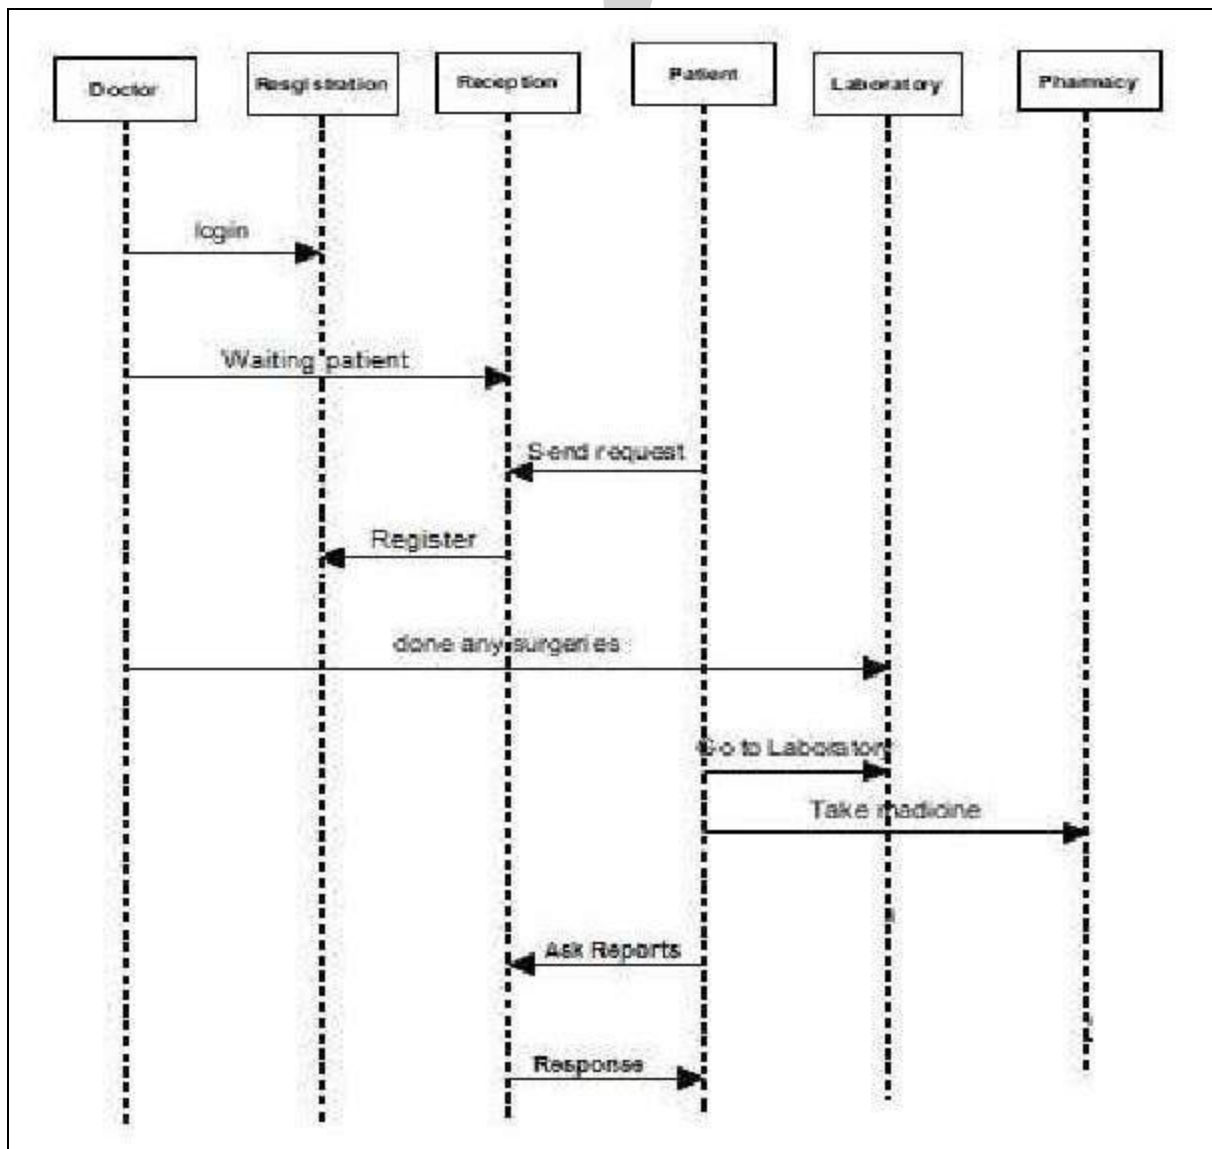 Doctor
Resgistration
Reception
Patient
Laboratory
Pharmacy
login
Waiting patient
Send request
Register
done any surgeries
Go to Laboratory
Take madicine
Ask Reports
Response